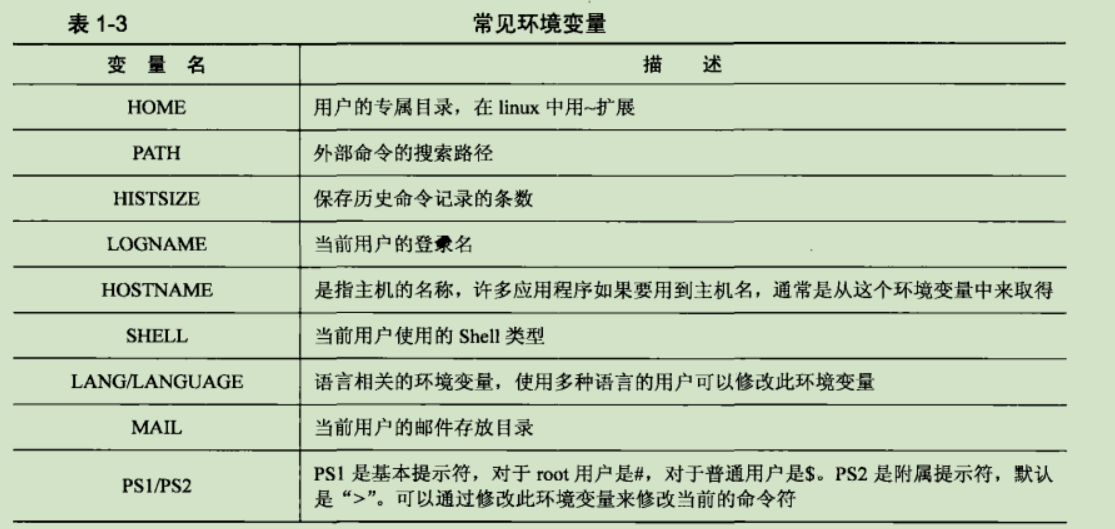 表 1-3 常见环境变量
变 量 名 描 述
HOME 用户的专属目录，在 linux 中用~扩展
PATH 外部命令的搜索路径
HISTSIZE 保存历史命令记录的条数
LOGNAME 当前用户的登录名
HOSTNAME 是指主机的名称，许多应用程序如果要用到主机名，通常是从这个环境变量中来取得
SHELL 当前用户使用的 Shell 类型
LANG/LANGUAGE 语言相关的环境变量，使用多种语言的用户可以修改此环境变量
MAIL 当前用户的邮件存放目录
PS1/PS2 PS1 是基本提示符，对于 root 用户是#，对于普通用户是$。PS2 是附属提示符，默认
是“>”。可以通过修改此环境变量来修改当前的命令符